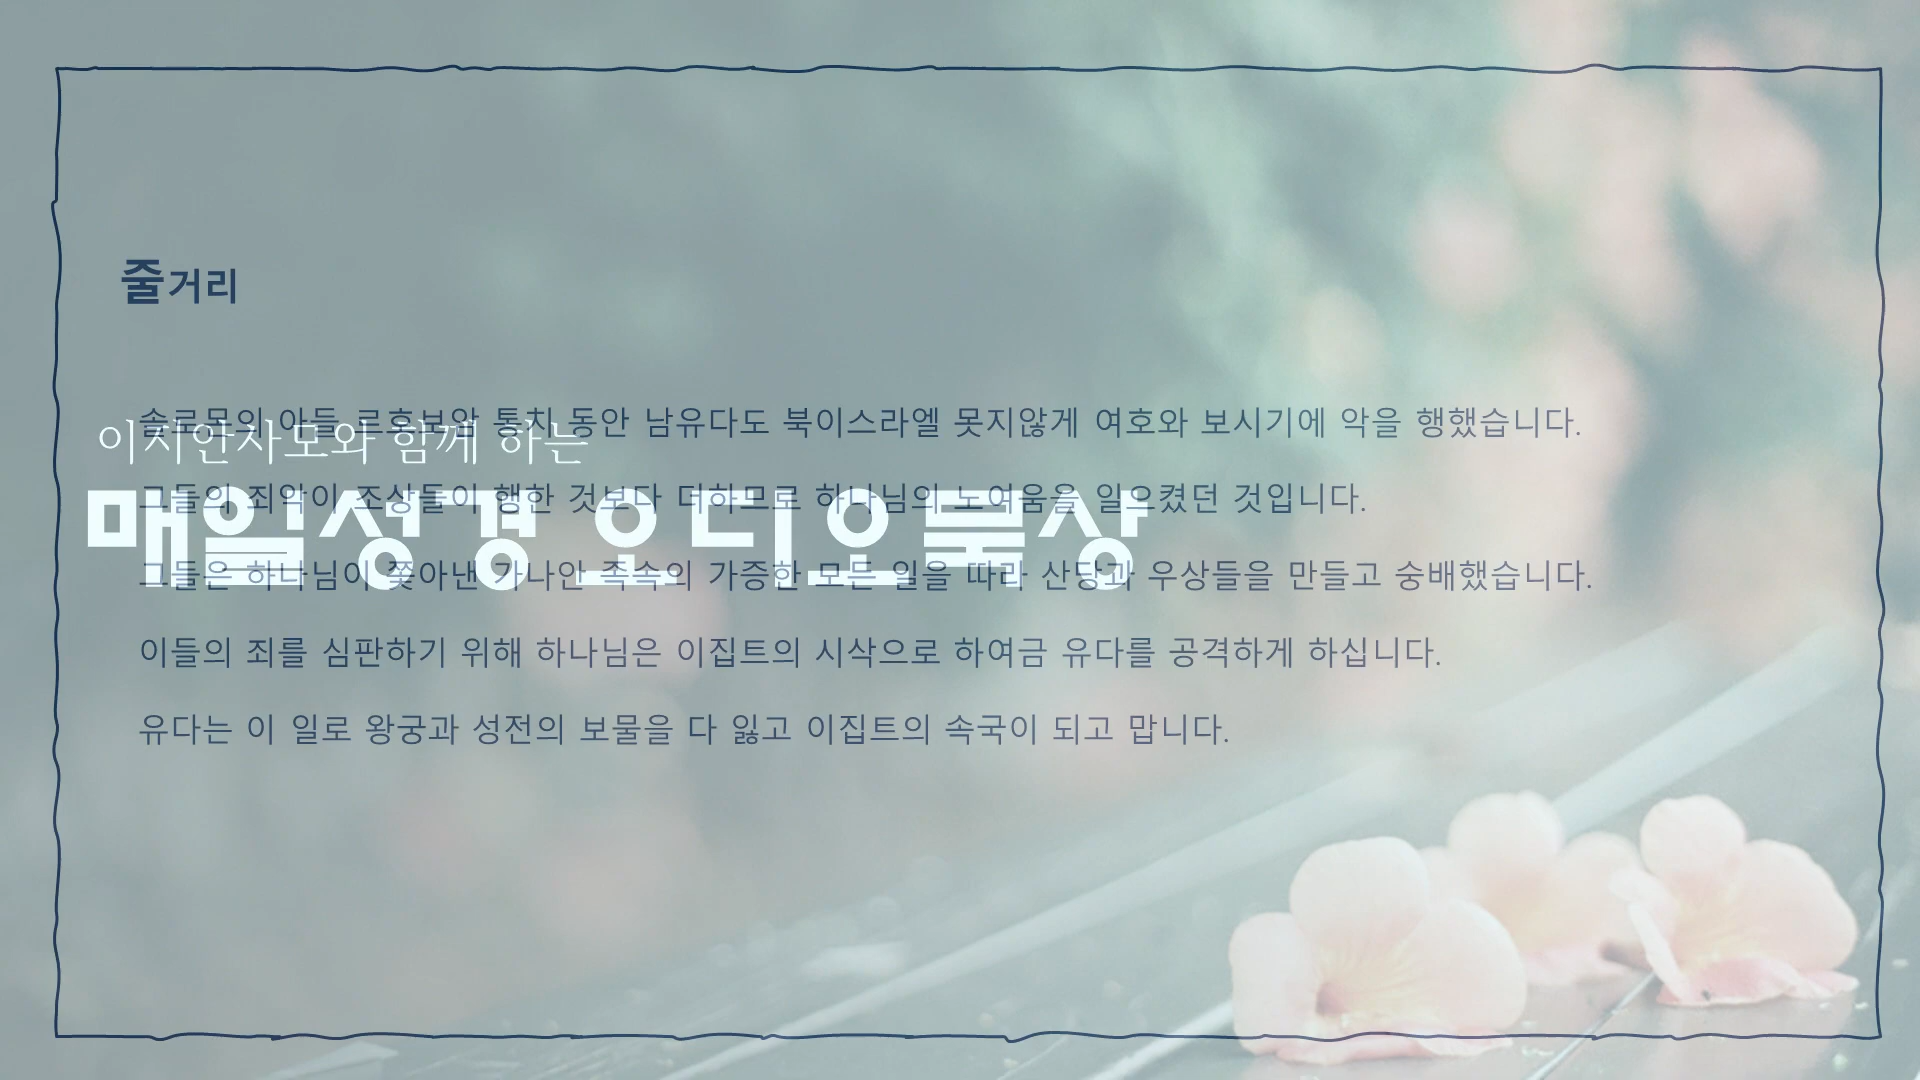 줄거리
솔로몬의 아들 르호보암 통치 동안 남유다도 북이스라엘 못지않게 여호와 보시기에 악을 행했습니다.
이시안사모와 함께 하는
그들의 죄악이 조상들이 행한 것보다 더하므로 하나님의 노여움을 일으켰던 것입니다.
매일성경 오디오묵상
그들은 하나님이 쫓아낸 가나안 족속의 가증한 모든 일을 따라 산당과 우상들을 만들고 숭배했습니다.
이들의 죄를 심판하기 위해 하나님은 이집트의 시삭으로 하여금 유다를 공격하게 하십니다.
유다는 이 일로 왕궁과 성전의 보물을 다 잃고 이집트의 속국이 되고 맙니다.